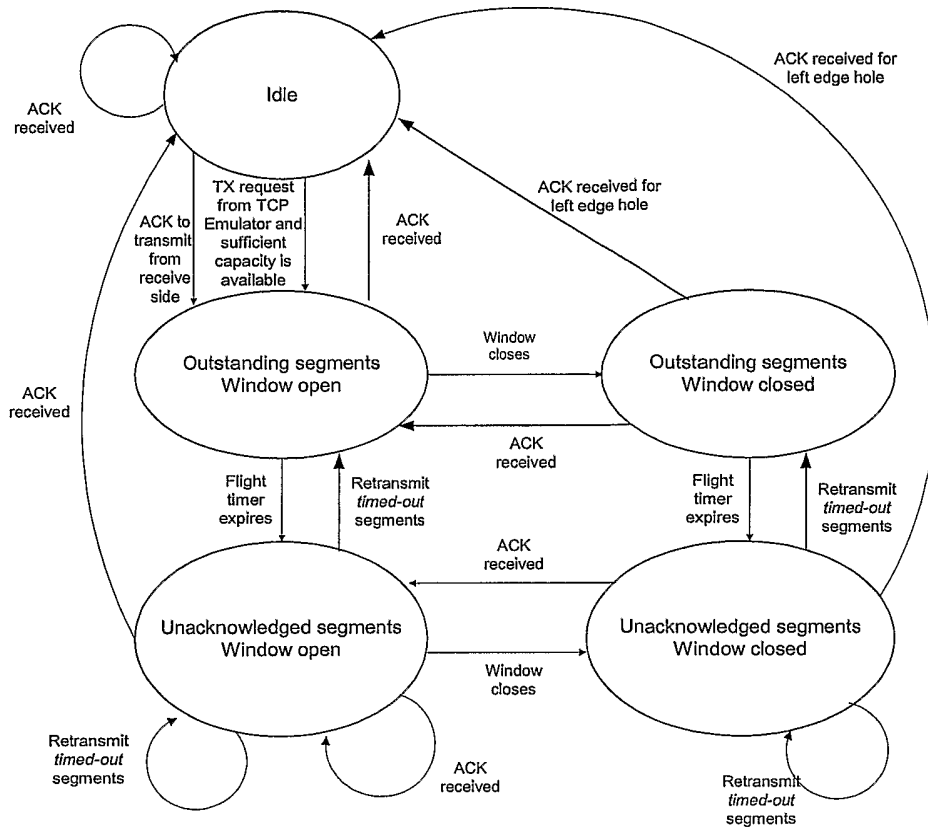 Idle
ACK
received
ACK received for
left edge hole
ACK received for
left edge hole
ACK to
transmit
from
receive
side
TX request
from TCP
Emulator and
sufficient
capacity is
available
ACK
received
ACK
received
Outstanding segments
Window open
Window
closes
Outstanding segments
Window closed
ACK
received
Flight
timer
expires
Retransmit
timed-out
segments
Flight
timer
expires
Retransmit
timed-out
segments
ACK
received
Unacknowledged segments
Window open
Unacknowledged segments
Window closed
Window
closes
Retransmit
timed-out
segments
ACK
received
Retransmit
timed-out
segments